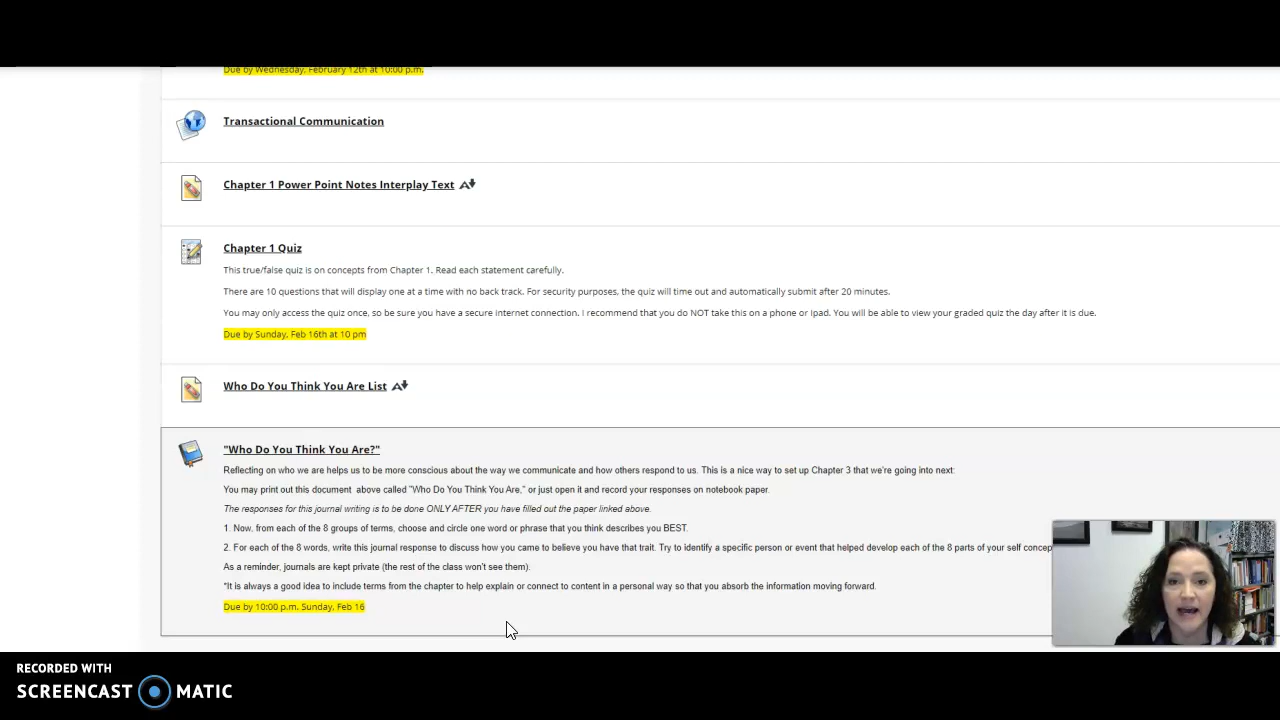 Due by Wednesday, February 12th at 10:00 p.m.
Transactional Communication
Chapter 1 Power Point Notes Interplay Text
Chapter 1 Quiz
This true/false quiz is on concepts from Chapter 1. Read each statement carefully.
There are 10 questions that will display one at a time with no back track. For security purposes, the quiz will time out and automatically submit after 20 minutes.
You may only access the quiz once, so be sure you have a secure internet connection. I recommend that you do NOT take this on a phone or Ipad. You will be able to view your graded quiz the day after it is due.
Due by Sunday, Feb 16th at 10 pm
Who Do You Think You Are List
"Who Do You Think You Are?"
Reflecting on who we are helps us to be more conscious about the way we communicate and how others respond to us. This is a nice way to set up Chapter 3 that we're going into next:
You may print out this document above called "Who Do You Think You Are," or just open it and record your responses on notebook paper.
The responses for this journal writing is to be done ONLY AFTER you have filled out the paper linked above.
1. Now, from each of the 8 groups of terms, choose and circle one word or phrase that you think describes you BEST.
2. For each of the 8 words, write this journal response to discuss how you came to believe you have that trait. Try to identify a specific person or event that helped develop each of the 8 parts of your self concep
As a reminder, journals are kept private (the rest of the class won't see them).
*It is always a good idea to include terms from the chapter to help explain or connect to content in a personal way so that you absorb the information moving forward.
Due by 10:00 p.m. Sunday, Feb 16
RECORDED WITH
SCREENCAST MATIC